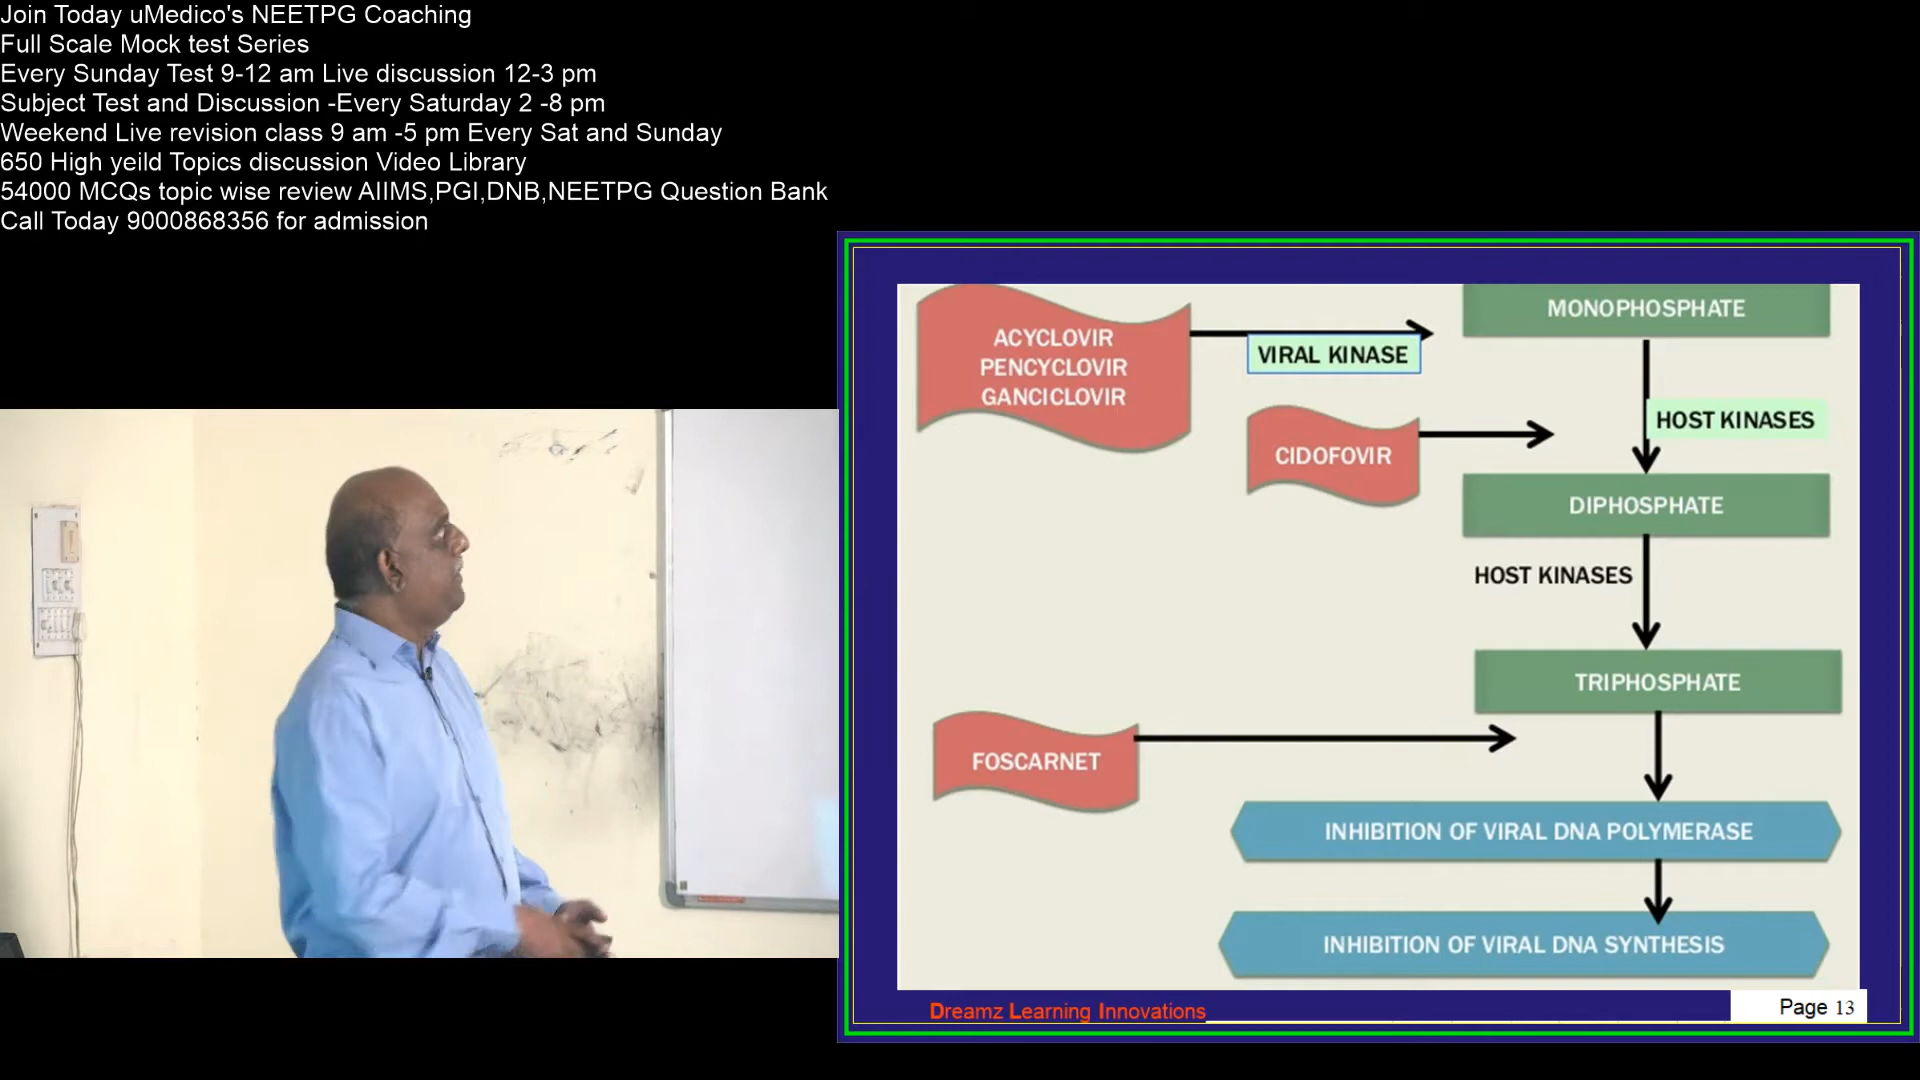 Join Today uMedico's NEETPG Coaching
Full Scale Mock test Series
Every Sunday Test 9-12 am Live discussion 12-3 pm
Subject Test and Discussion -Every Saturday 2 -8 pm
Weekend Live revision class 9 am -5 pm Every Sat and Sunday
650 High yeild Topics discussion Video Library
54000 MCQs topic wise review AIIMS,PGI,DNB,NEETPG Question Bank
Call Today 9000868356 for admission
ACYCLOVIR
PENCYCLOVIR
GANCICLOVIR
VIRAL KINASE
MONOPHOSPHATE
HOST KINASES
CIDOFOVIR
DIPHOSPHATE
HOST KINASES
TRIPHOSPHATE
FOSCARNET
INHIBITION OF VIRAL DNA POLYMERASE
INHIBITION OF VIRAL DNA SYNTHESIS
Dreamz Learning Innovations
Page 13